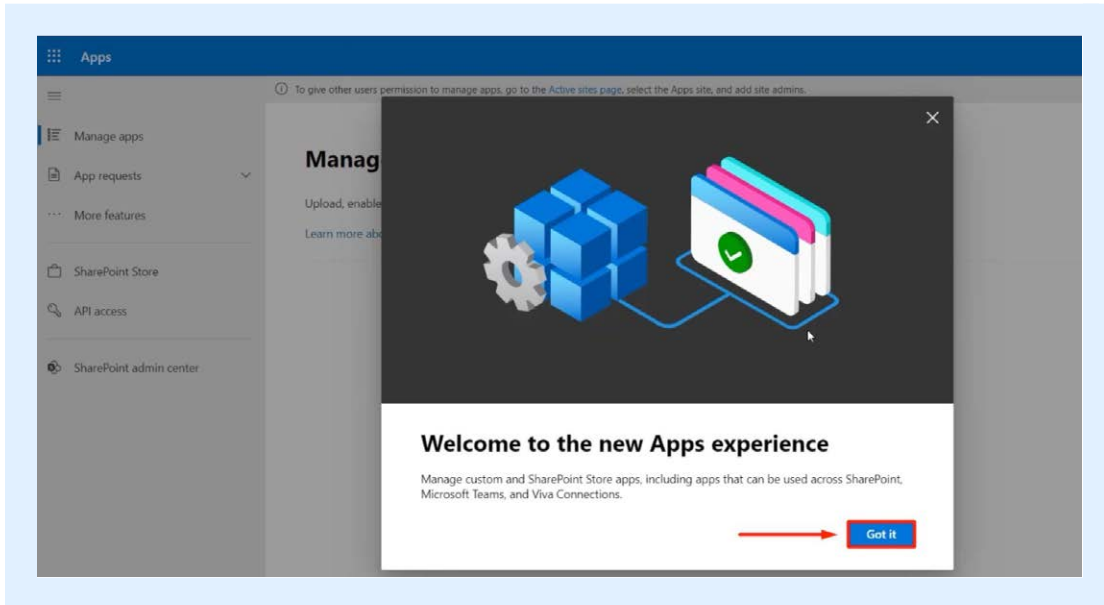 Apps
To give other users permission to manage apps, go to the Active sites page, select the Apps site, and add site admins.
Manage apps
App requests
More features
SharePoint Store
API access
SharePoint admin center
Manag
Upload, enable
Learn more abo
Welcome to the new Apps experience
Manage custom and SharePoint Store apps, including apps that can be used across SharePoint,
Microsoft Teams, and Viva Connections.
Got it